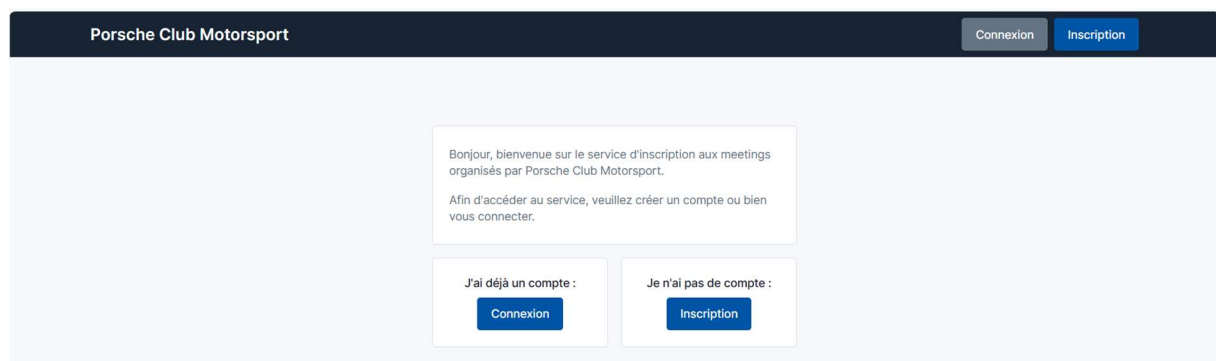 Porsche Club Motorsport
Connexion
Inscription
Bonjour, bienvenue sur le service d'inscription aux meetings
organisés par Porsche Club Motorsport.
Afin d'accéder au service, veuillez créer un compte ou bien
vous connecter.
J'ai déjà un compte :
Connexion
Je n'ai pas de compte :
Inscription